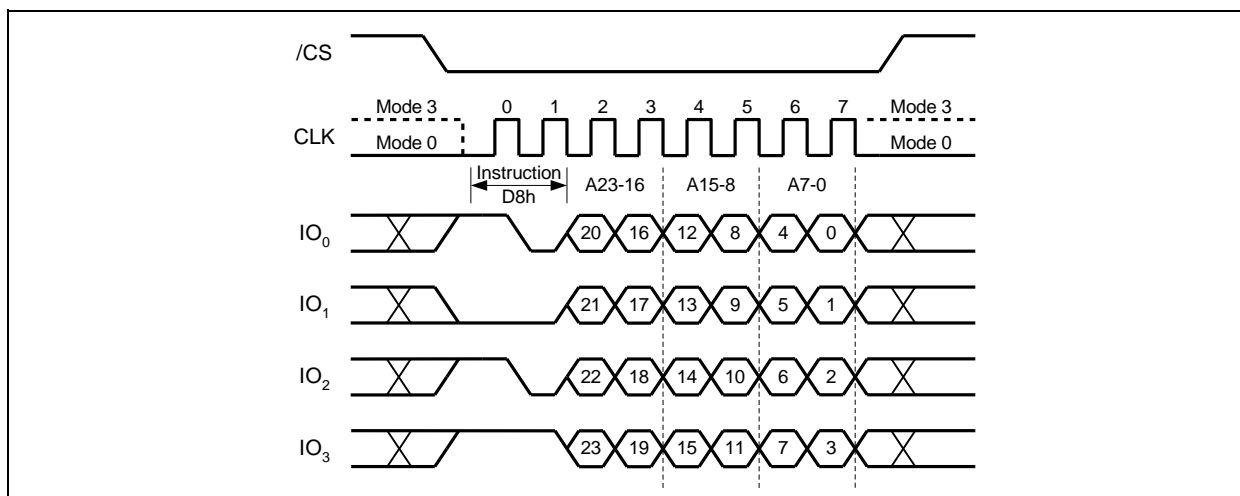 /CS
Mode 3 0 1 2 3 4 5 6 7 Mode 3
CLK Mode 0 Mode 0
Instruction A23-16 A15-8 A7-0
D8h
IO0 20 16 12 8 4 0
IO1 21 17 13 9 5 1
IO2 22 18 14 10 6 2
IO3 23 19 15 11 7 3